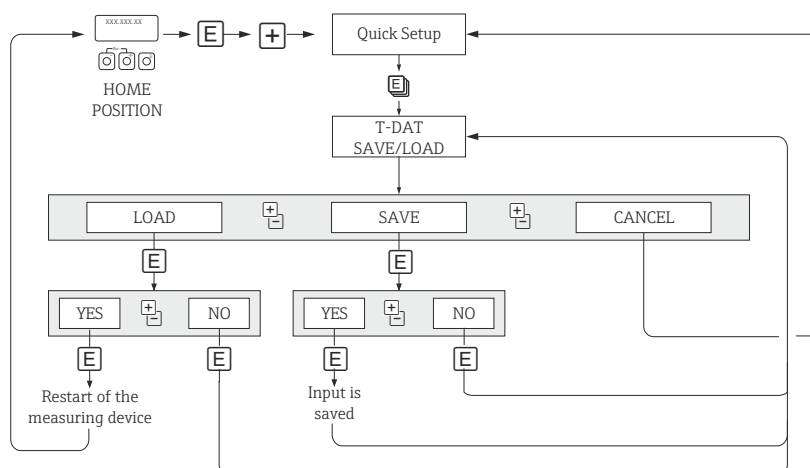 XXX.XXX.XX
Esc
E
+
-
HOME
POSITION
E
+
Quick Setup
E
T-DAT
SAVE/LOAD
LOAD
+
-
SAVE
+
-
CANCEL
E
E
YES
+
-
NO
YES
+
-
NO
E
E
E
E
Restart of the
measuring device
Input is
saved